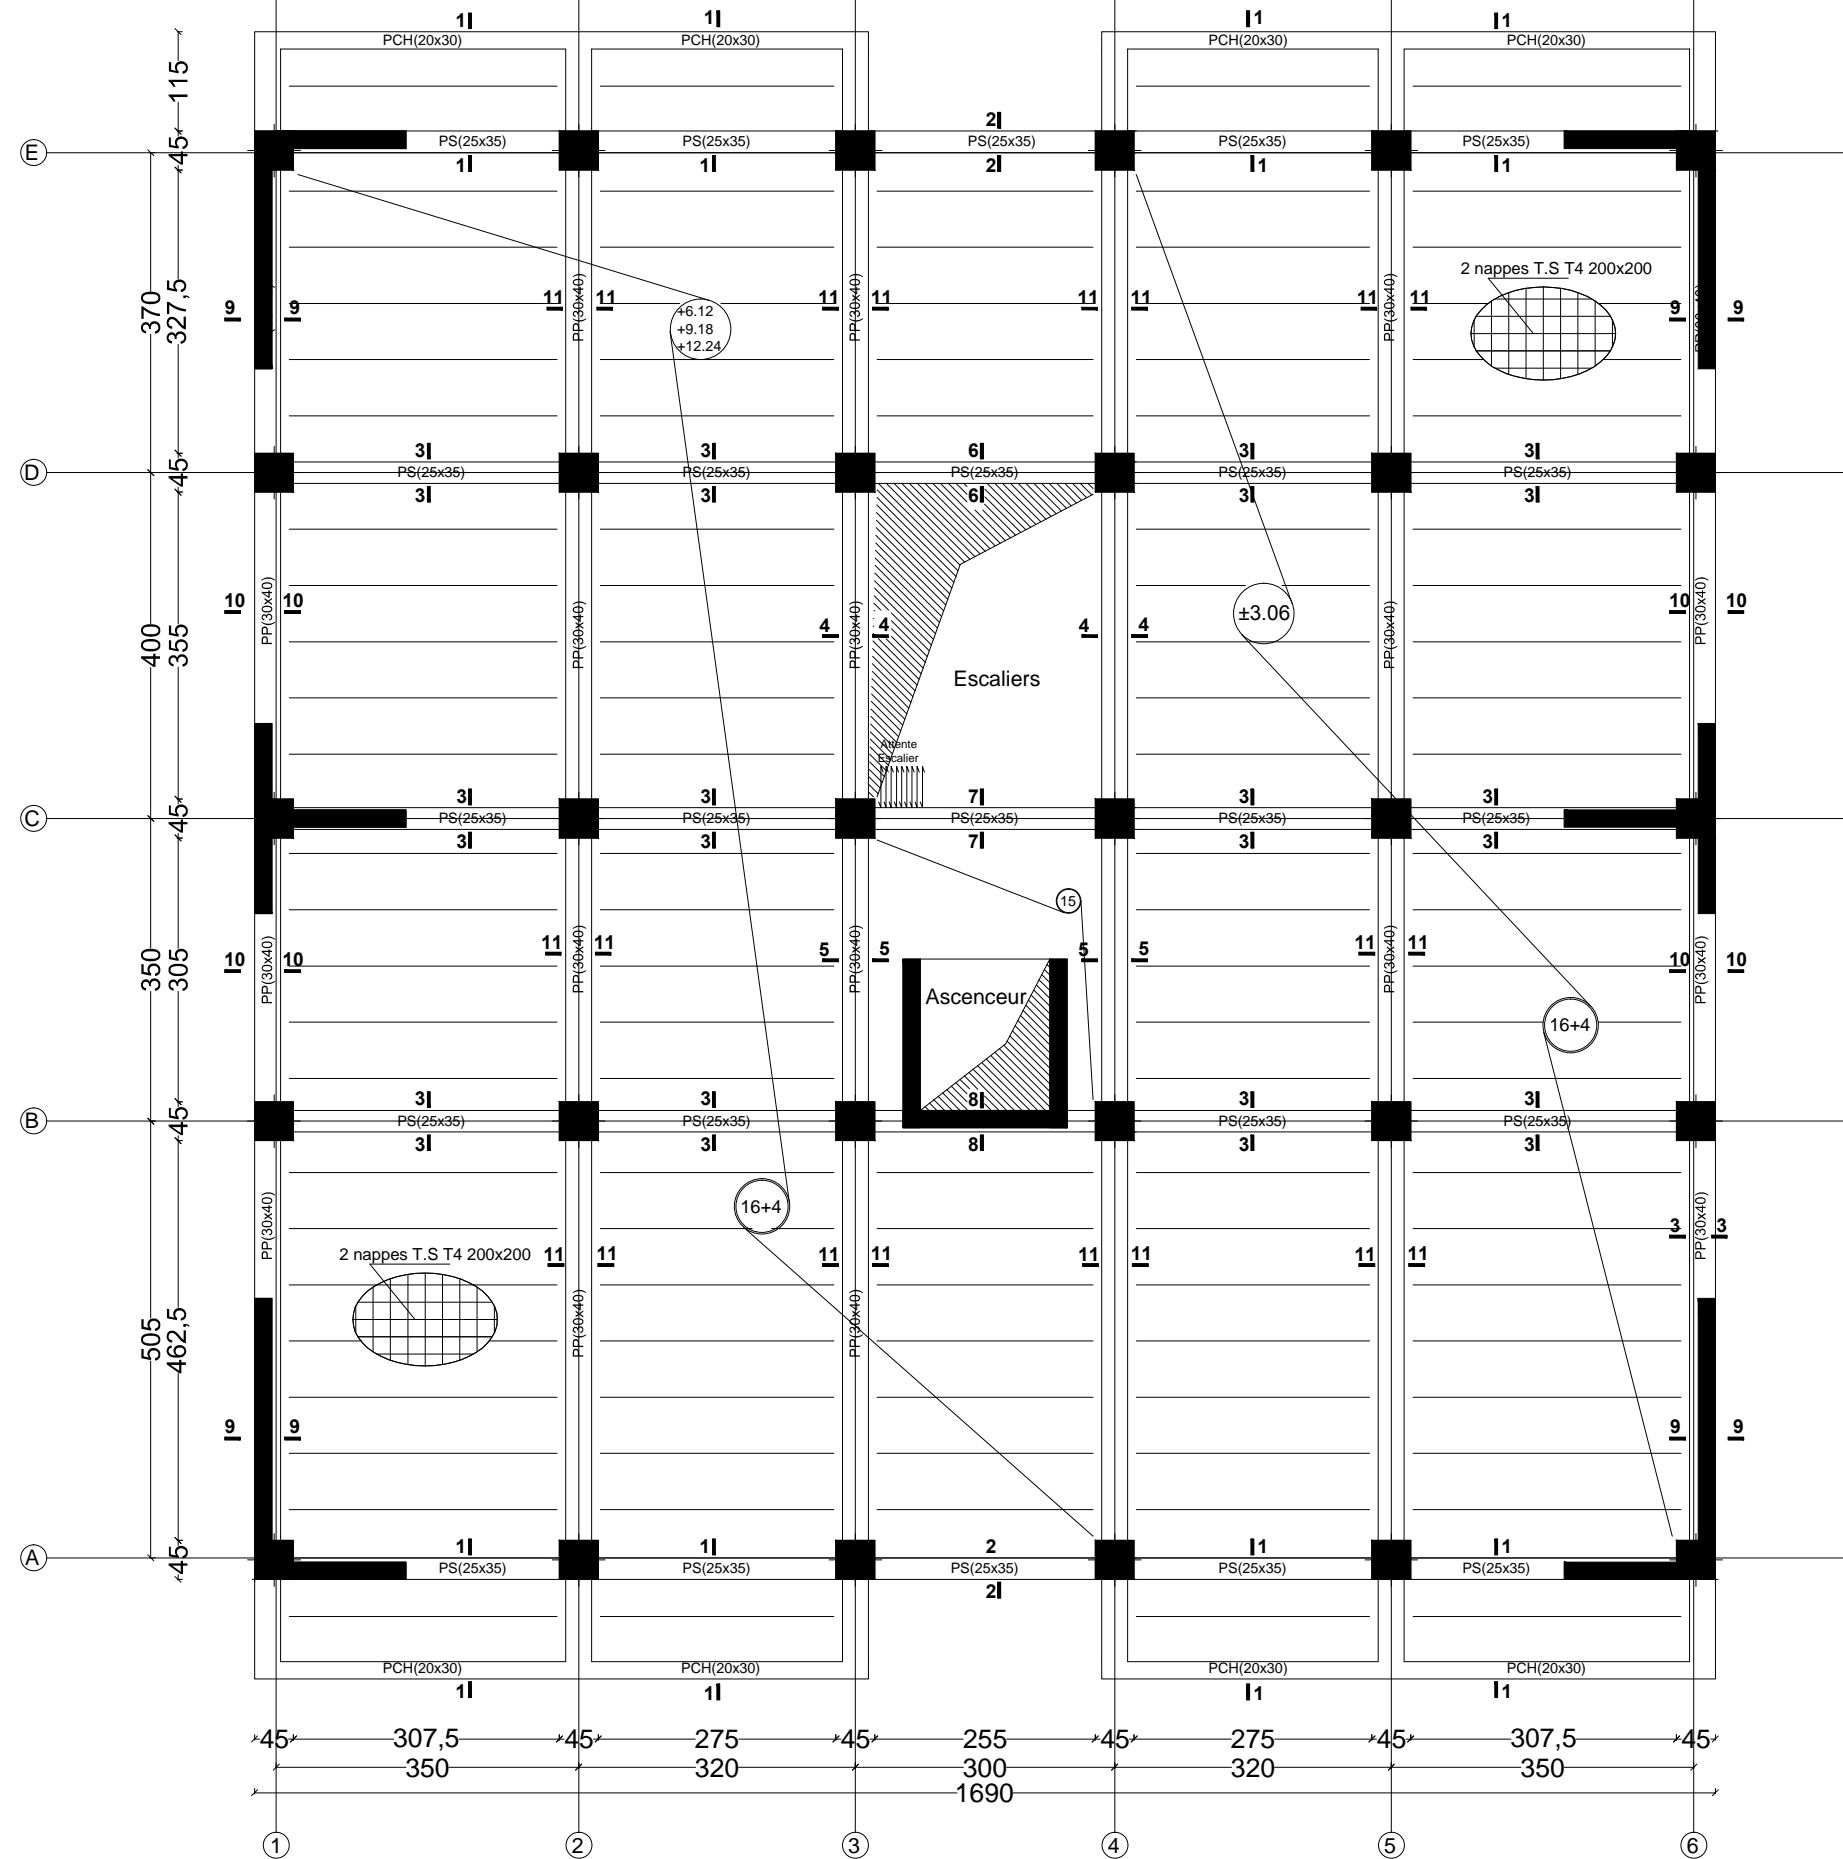 1 1 1 1
PCH(20x30) PCH(20x30) PCH(20x30) PCH(20x30)
115
2
E 45 PS(25x35) PS(25x35) PS(25x35) PS(25x35) PS(25x35)
1 1 2 1 1
2 nappes T.S T4 200x200
370 327,5
9 9 11 11 11 11 11 11 11 11 9 9
PP(30x40) PP(30x40) PP(30x40)
+6.12
+9.18
+12.24
3 3 6 3 3
D 45 PS(25x35) PS(25x35) PS(25x35) PS(25x35) PS(25x35)
3 3 6 3 3
10 10 10 10
PP(30x40) PP(30x40) PP(30x40) PP(30x40) PP(30x40)
±3.06
4 4 4 4
400 355
Escaliers
Attente
Escalier
3 3 7 3 3
C 45 PS(25x35) PS(25x35) PS(25x35) PS(25x35) PS(25x35)
3 3 7 3 3
15
11 11 5 5 5 5 11 11
10 10 10 10
PP(30x40) PP(30x40) PP(30x40) PP(30x40) PP(30x40)
350 305
Ascenceur
16+4
3 3 8 3 3
B 45 PS(25x35) PS(25x35) PS(25x35) PS(25x35)
3 3 8 3 3
16+4
PP(30x40) PP(30x40)
3 3
2 nappes T.S T4 200x200
11 11 11 11 11 11 11 11
PP(30x40) PP(30x40)
505 462,5
9 9 9 9
1 1 2 1 1
A 45 PS(25x35) PS(25x35) PS(25x35) PS(25x35) PS(25x35)
2
PCH(20x30) PCH(20x30) PCH(20x30) PCH(20x30)
1 1 1 1
45 307,5 45 275 45 255 45 275 45 307,5 45
350 320 300 320 350
1690
1 2 3 4 5 6